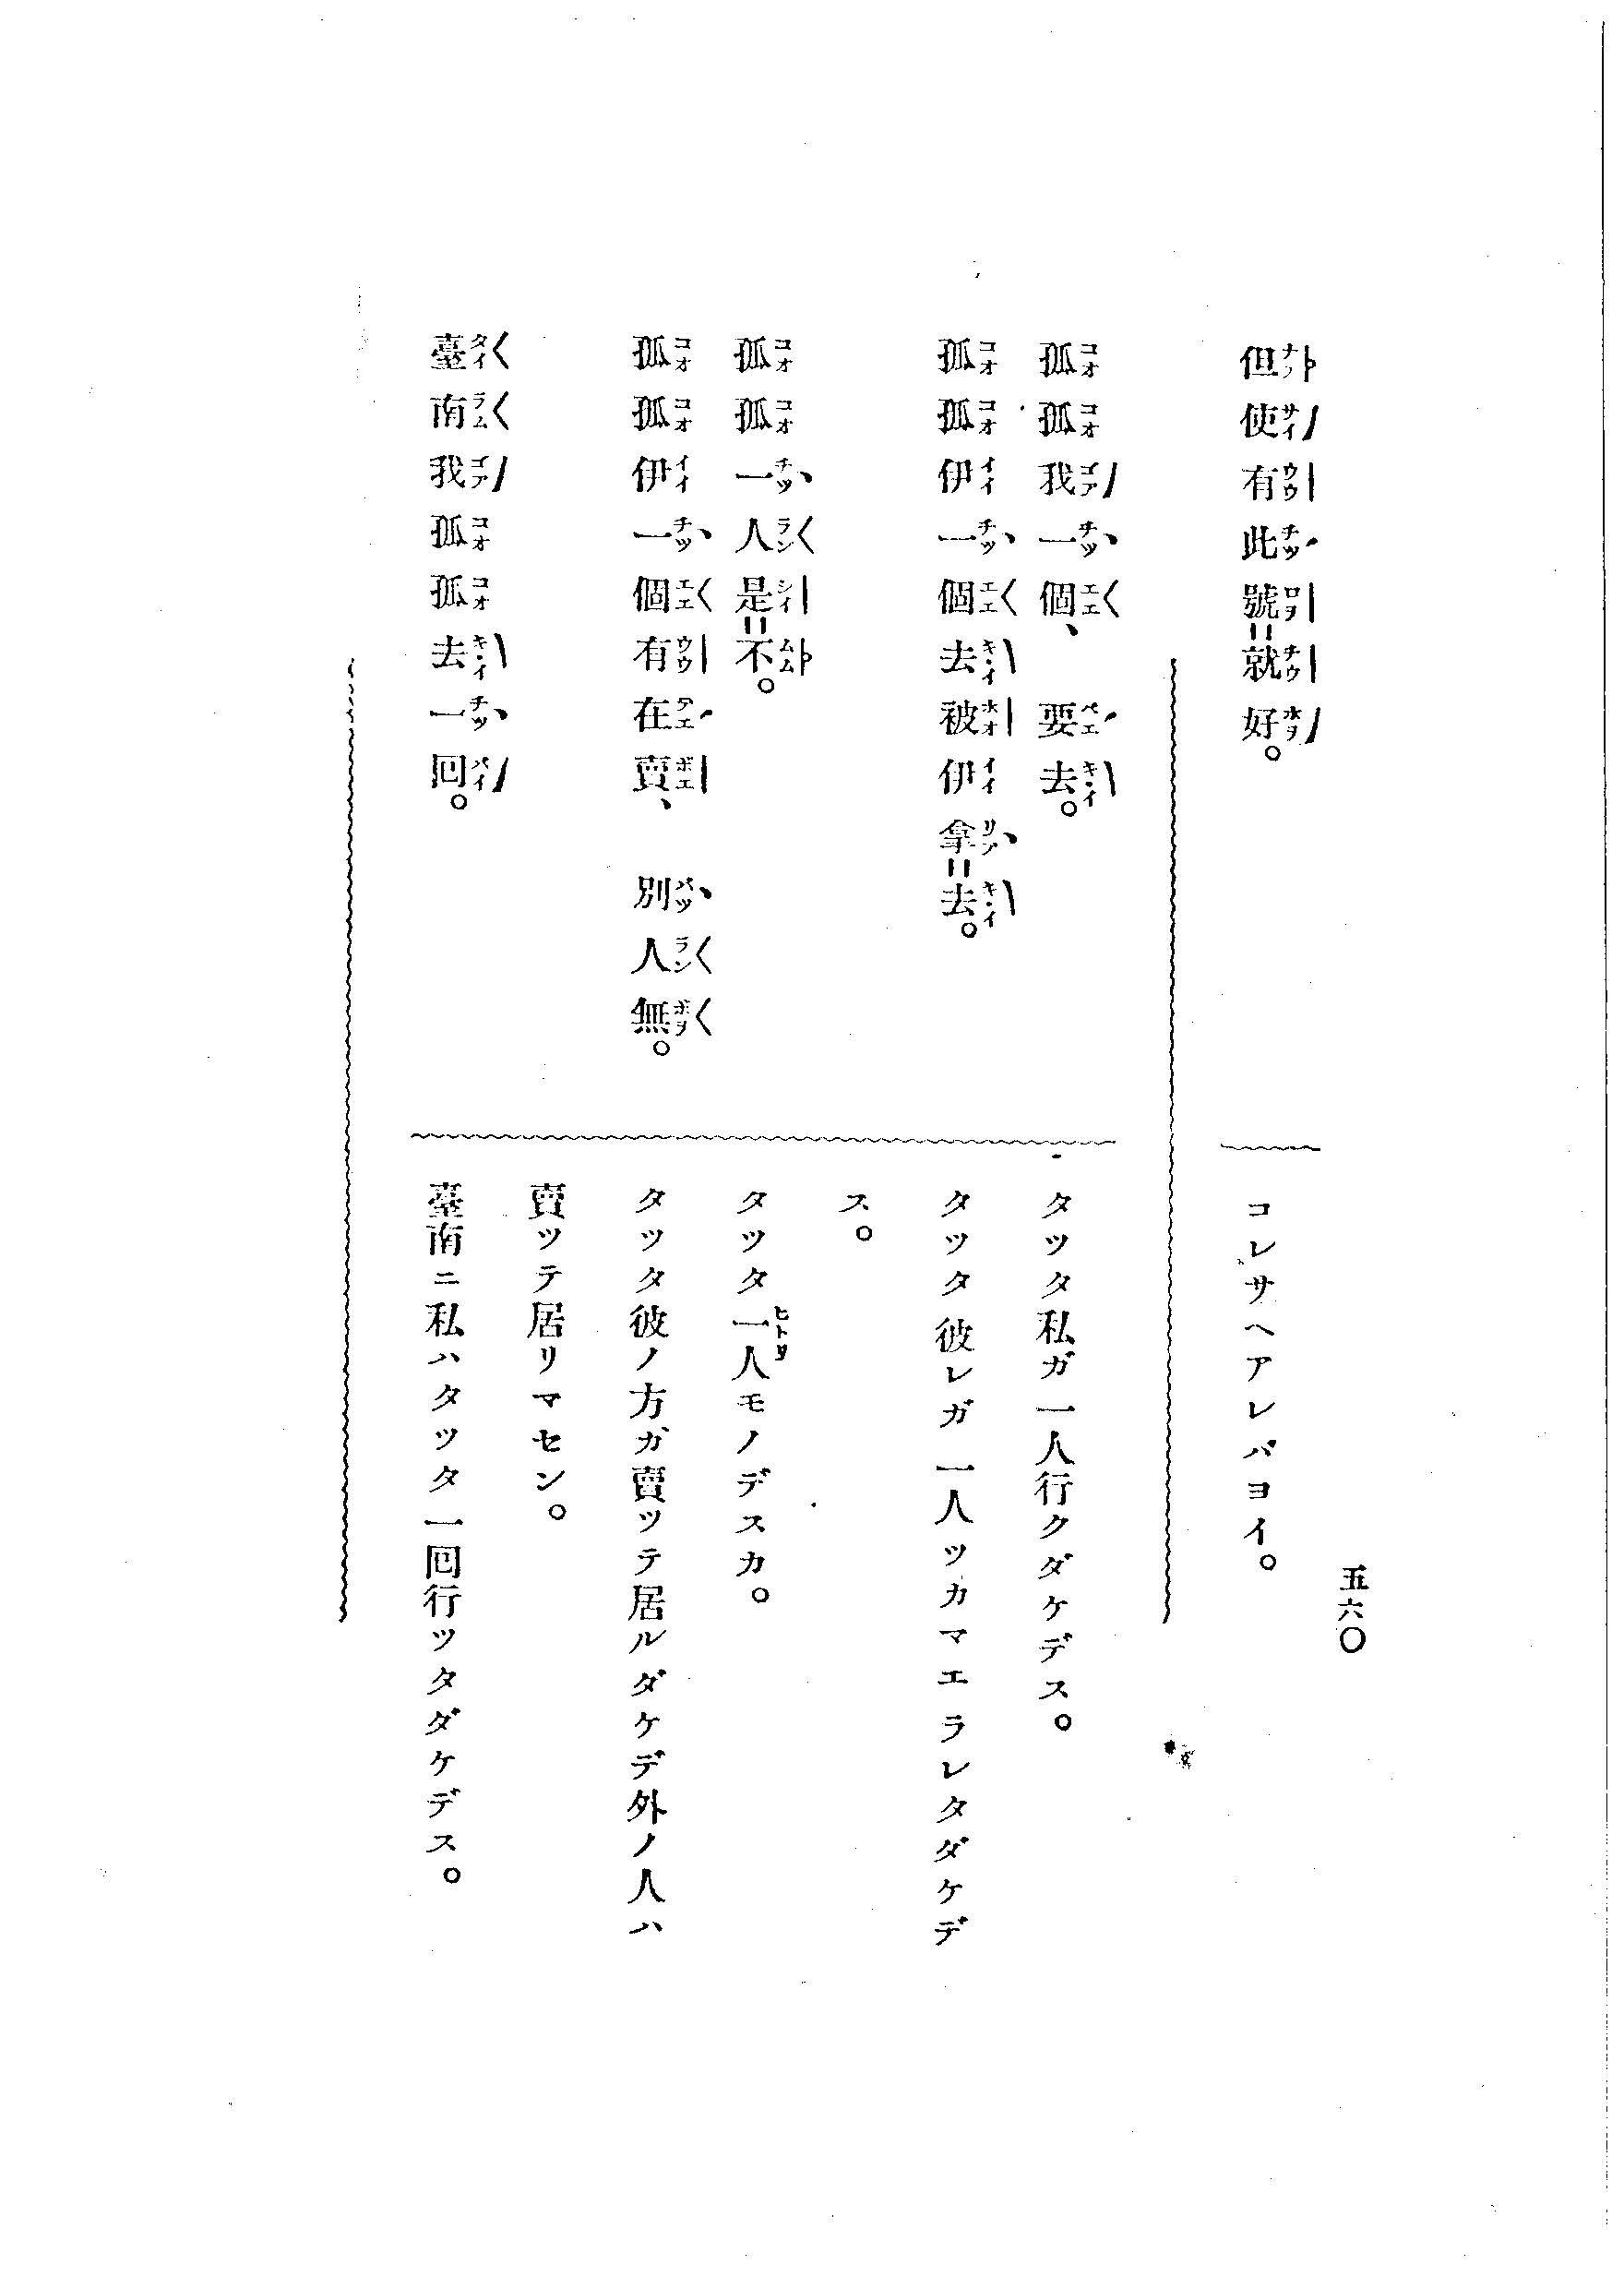 五六〇
但使有此號＝就好。
コレサヘアレバヨイ。
孤孤我一個、要去。
タッタ私ガ一人行クダケデス。
孤孤伊一個去被伊拿＝去。
タッタ彼レガ一人ツカマエラレタダケデ
ス。
孤孤一人是＝不。
タッタ一人モノデスカ。
孤孤伊一個有在賣、別人無。
タッタ彼ノ方ガ賣ッテ居ルダケデ外ノ人ハ
賣ッテ居リマセン。
臺南我孤孤去一回。
臺南ニ私ハタッタ一回行ッタダケデス。